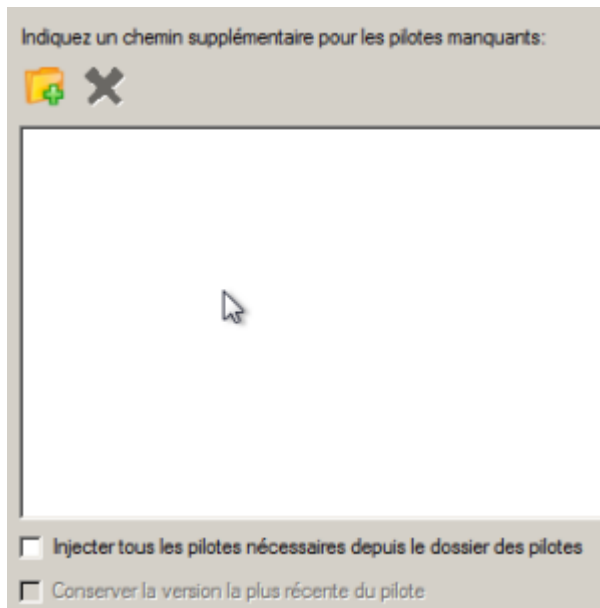 Indiquez un chemin supplémentaire pour les pilotes manquants:
Injecter tous les pilotes nécessaires depuis le dossier des pilotes
Conserver la version la plus récente du pilote